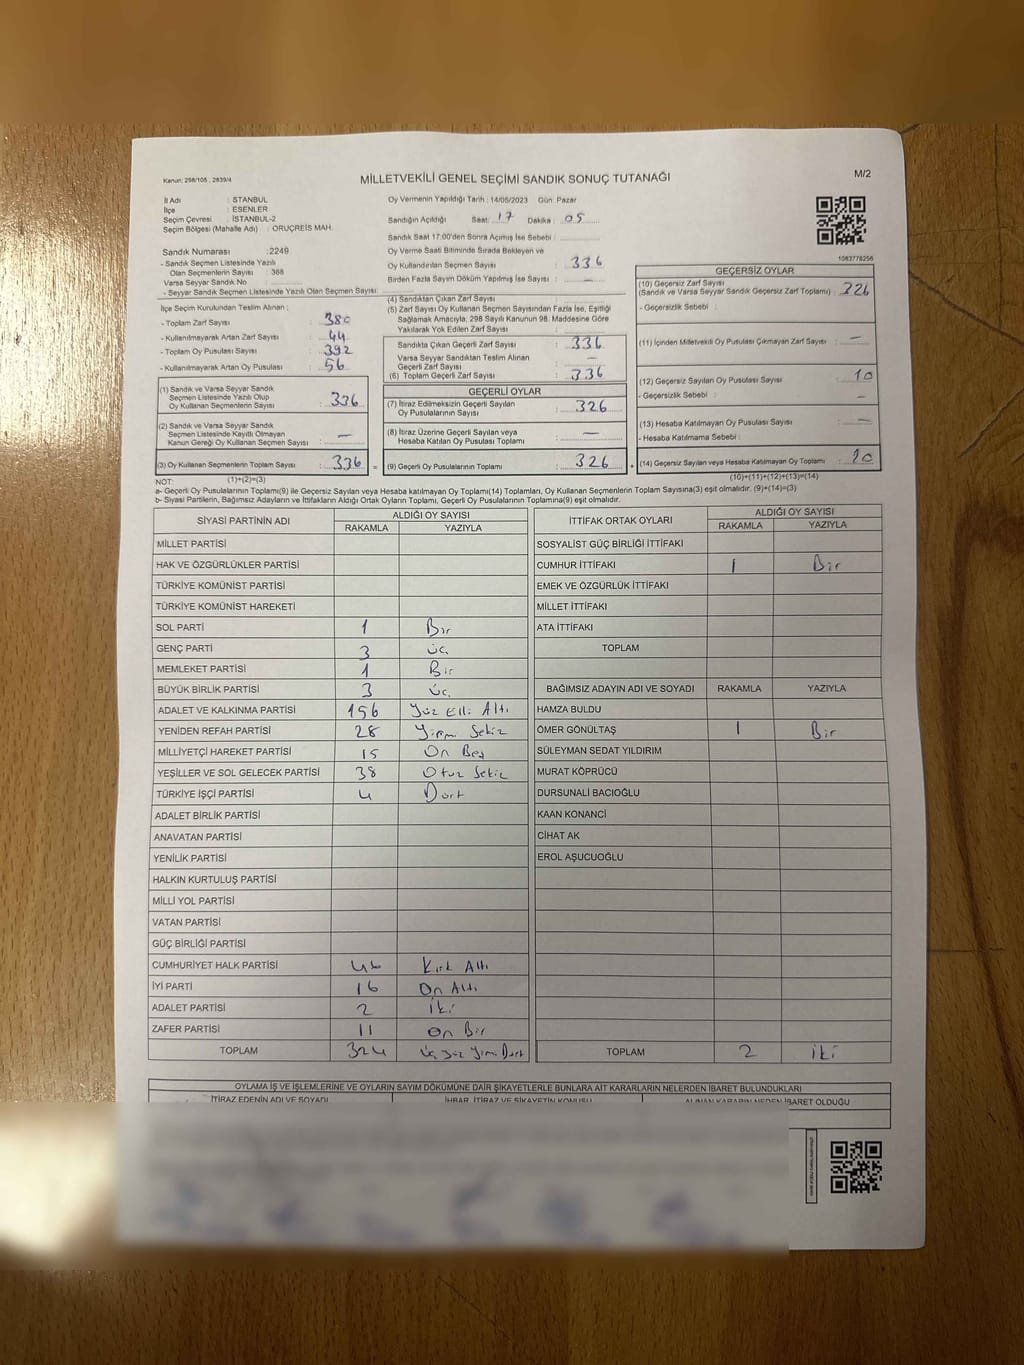 Kanun: 298/105 , 2839/4
MİLLETVEKİLİ GENEL SEÇİMİ SANDIK SONUÇ TUTANAĞI
M/2
İl Adı : STANBUL
İlçe : ESENLER
Seçim Çevresi : İSTANBUL-2
Seçim Bölgesi (Mahalle Adı) : ORUÇREİS MAH.
Sandık Numarası :2249
- Sandık Seçmen Listesinde Yazılı
Olan Seçmenlerin Sayısı : 368
Varsa Seyyar Sandık No :
- Seyyar Sandık Seçmen Listesinde Yazılı Olan Seçmen Sayısı:
İlçe Seçim Kurulundan Teslim Alınan :
- Toplam Zarf Sayısı : 380
- Kullanılmayarak Artan Zarf Sayısı : 44
- Toplam Oy Pusulası Sayısı : 392
- Kullanılmayarak Artan Oy Pusulası : 56
(1) Sandık ve Varsa Seyyar Sandık
Seçmen Listesinde Yazılı Olup
Oy Kullanan Seçmenlerin Sayısı : 336
(2) Sandık ve Varsa Seyyar Sandık
Seçmen Listesinde Kayıtlı Olmayan
Kanun Gereği Oy Kullanan Seçmen Sayısı : —
(3) Oy Kullanan Seçmenlerin Toplam Sayısı : 336
(1)+(2)=(3)
Oy Vermenin Yapıldığı Tarih : 14/05/2023 Gün: Pazar
Sandığın Açıldığı Saat: 17 Dakika : 05
Sandık Saat 17:00'den Sonra Açılmış İse Sebebi :
Oy Verme Saati Bitiminde Sırada Bekleyen ve
Oy Kullandırılan Seçmen Sayısı : 336
Birden Fazla Sayım Döküm Yapılmış İse Sayısı : —
(4) Sandıktan Çıkan Zarf Sayısı :
(5) Zarf Sayısı Oy Kullanan Seçmen Sayısından Fazla İse, Eşitliği
Sağlamak Amacıyla, 298 Sayılı Kanunun 98. Maddesine Göre
Yakılarak Yok Edilen Zarf Sayısı :
Sandıkta Çıkan Geçerli Zarf Sayısı : 336
Varsa Seyyar Sandıktan Teslim Alınan
Geçerli Zarf Sayısı : —
(6) Toplam Geçerli Zarf Sayısı : 336
GEÇERLİ OYLAR
(7) İtiraz Edilmeksizin Geçerli Sayılan
Oy Pusulalarının Sayısı : 326
(8) İtiraz Üzerine Geçerli Sayılan veya
Hesaba Katılan Oy Pusulası Toplamı : —
= (9) Geçerli Oy Pusulalarının Toplamı : 326
1083778256
GEÇERSİZ OYLAR
(10) Geçersiz Zarf Sayısı
(Sandık ve Varsa Seyyar Sandık Geçersiz Zarf Toplamı) : 326
- Geçersizlik Sebebi :
(11) İçinden Milletvekili Oy Pusulası Çıkmayan Zarf Sayısı : —
(12) Geçersiz Sayılan Oy Pusulası Sayısı : 10
- Geçersizlik Sebebi : —
(13) Hesaba Katılmayan Oy Pusulası Sayısı : —
- Hesaba Katılmama Sebebi :
+ (14) Geçersiz Sayılan veya Hesaba Katılmayan Oy Toplamı : 10
(10)+(11)+(12)+(13)=(14)
NOT:
a- Geçerli Oy Pusulalarının Toplamı(9) ile Geçersiz Sayılan veya Hesaba katılmayan Oy Toplamı(14) Toplamları, Oy Kullanan Seçmenlerin Toplam Sayısına(3) eşit olmalıdır. (9)+(14)=(3)
b- Siyasi Partilerin, Bağımsız Adayların ve İttifakların Aldığı Ortak Oyların Toplamı, Geçerli Oy Pusulalarının Toplamına(9) eşit olmalıdır.
SİYASİ PARTİNİN ADI
ALDIĞI OY SAYISI
RAKAMLA YAZIYLA
MİLLET PARTİSİ
HAK VE ÖZGÜRLÜKLER PARTİSİ
TÜRKİYE KOMÜNİST PARTİSİ
TÜRKİYE KOMÜNİST HAREKETİ
SOL PARTİ 1 Bir
GENÇ PARTİ 3 Üç
MEMLEKET PARTİSİ 1 Bir
BÜYÜK BİRLİK PARTİSİ 3 Üç
ADALET VE KALKINMA PARTİSİ 156 Yüz Elli Altı
YENİDEN REFAH PARTİSİ 28 Yirmi Sekiz
MİLLİYETÇİ HAREKET PARTİSİ 15 On Beş
YEŞİLLER VE SOL GELECEK PARTİSİ 38 Otuz Sekiz
TÜRKİYE İŞÇİ PARTİSİ 4 Dört
ADALET BİRLİK PARTİSİ
ANAVATAN PARTİSİ
YENİLİK PARTİSİ
HALKIN KURTULUŞ PARTİSİ
MİLLİ YOL PARTİSİ
VATAN PARTİSİ
GÜÇ BİRLİĞİ PARTİSİ
CUMHURİYET HALK PARTİSİ 46 Kırk Altı
İYİ PARTİ 16 On Altı
ADALET PARTİSİ 2 İki
ZAFER PARTİSİ 11 On Bir
TOPLAM 324 Üç Yüz Yirmi Dört
İTTİFAK ORTAK OYLARI
ALDIĞI OY SAYISI
RAKAMLA YAZIYLA
SOSYALİST GÜÇ BİRLİĞİ İTTİFAKI
CUMHUR İTTİFAKI 1 Bir
EMEK VE ÖZGÜRLÜK İTTİFAKI
MİLLET İTTİFAKI
ATA İTTİFAKI
TOPLAM
BAĞIMSIZ ADAYIN ADI VE SOYADI RAKAMLA YAZIYLA
HAMZA BULDU
ÖMER GÖNÜLTAŞ 1 Bir
SÜLEYMAN SEDAT YILDIRIM
MURAT KÖPRÜCÜ
DURSUNALİ BACIOĞLU
KAAN KONANCİ
CİHAT AK
EROL AŞUCUOĞLU
TOPLAM 2 İki
OYLAMA İŞ VE İŞLEMLERİNE VE OYLARIN SAYIM DÖKÜMÜNE DAİR ŞİKAYETLERLE BUNLARA AİT KARARLARIN NELERDEN İBARET BULUNDUKLARI
İTİRAZ EDENİN ADI VE SOYADI İHBAR, İTİRAZ VE ŞİKAYETİN KONUSU ALINAN KARARIN NEDEN İBARET OLDUĞU